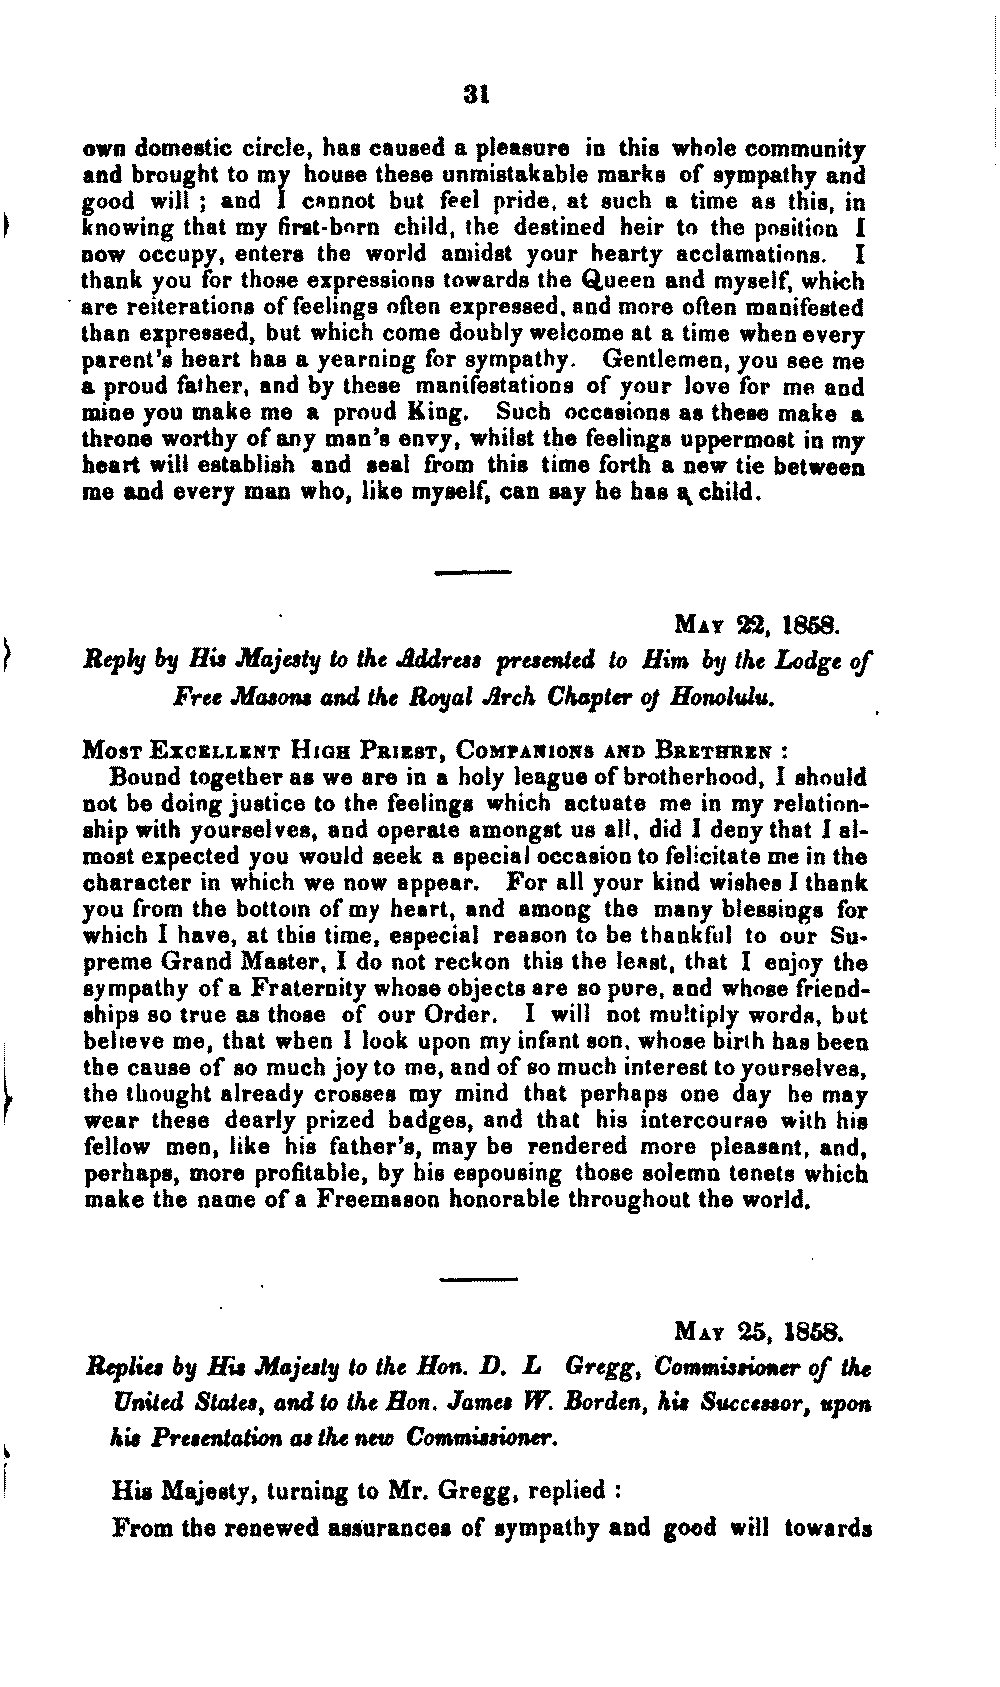 31
own domestic circle, has caused a pleasure in this whole community
and brought to my house these unmistakable marks of sympathy and
good will ; and I cannot but feel pride, at such a time as this, in
knowing that my first-born child, the destined heir to the position I
now occupy, enters the world amidst your hearty acclamations. I
thank you for those expressions towards the Queen and myself, which
are reiterations of feelings often expressed, and more often manifested
than expressed, but which come doubly welcome at a time when every
parent's heart has a yearning for sympathy. Gentlemen, you see me
a proud father, and by these manifestations of your love for me and
mine you make me a proud King. Such occasions as these make a
throne worthy of any man's envy, whilst the feelings uppermost in my
heart will establish and seal from this time forth a new tie between
me and every man who, like myself, can say he has a child.
MAY 22, 1858.
Reply by His Majesty to the Address presented to Him by the Lodge of
Free Masons and the Royal Arch Chapter of Honolulu.
MOST EXCELLENT HIGH PRIEST, COMPANIONS AND BRETHREN :
Bound together as we are in a holy league of brotherhood, I should
not be doing justice to the feelings which actuate me in my relation-
ship with yourselves, and operate amongst us all, did I deny that I al-
most expected you would seek a special occasion to felicitate me in the
character in which we now appear. For all your kind wishes I thank
you from the bottom of my heart, and among the many blessings for
which I have, at this time, especial reason to be thankful to our Su-
preme Grand Master, I do not reckon this the least, that I enjoy the
sympathy of a Fraternity whose objects are so pure, and whose friend-
ships so true as those of our Order. I will not multiply words, but
believe me, that when I look upon my infant son, whose birth has been
the cause of so much joy to me, and of so much interest to yourselves,
the thought already crosses my mind that perhaps one day he may
wear these dearly prized badges, and that his intercourse with his
fellow men, like his father's, may be rendered more pleasant, and,
perhaps, more profitable, by his espousing those solemn tenets which
make the name of a Freemason honorable throughout the world.
MAY 25, 1858.
Replies by His Majesty to the Hon. D. L Gregg, Commissioner of the
United States, and to the Hon. James W. Borden, his Successor, upon
his Presentation as the new Commissioner.
His Majesty, turning to Mr. Gregg, replied :
From the renewed assurances of sympathy and good will towards